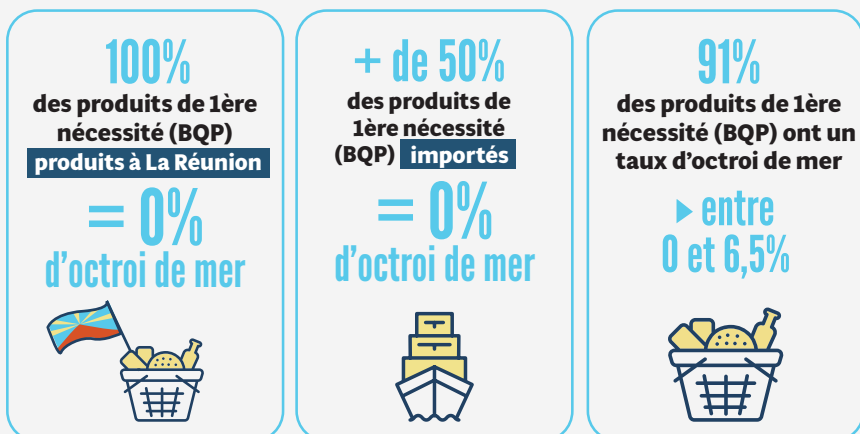 100%
des produits de 1ère
nécessité (BQP)
produits à La Réunion
= 0%
d'octroi de mer
+ de 50%
des produits de
1ère nécessité
(BQP) importés
= 0%
d'octroi de mer
91%
des produits de 1ère
nécessité (BQP) ont un
taux d'octroi de mer
▸ entre
0 et 6,5%